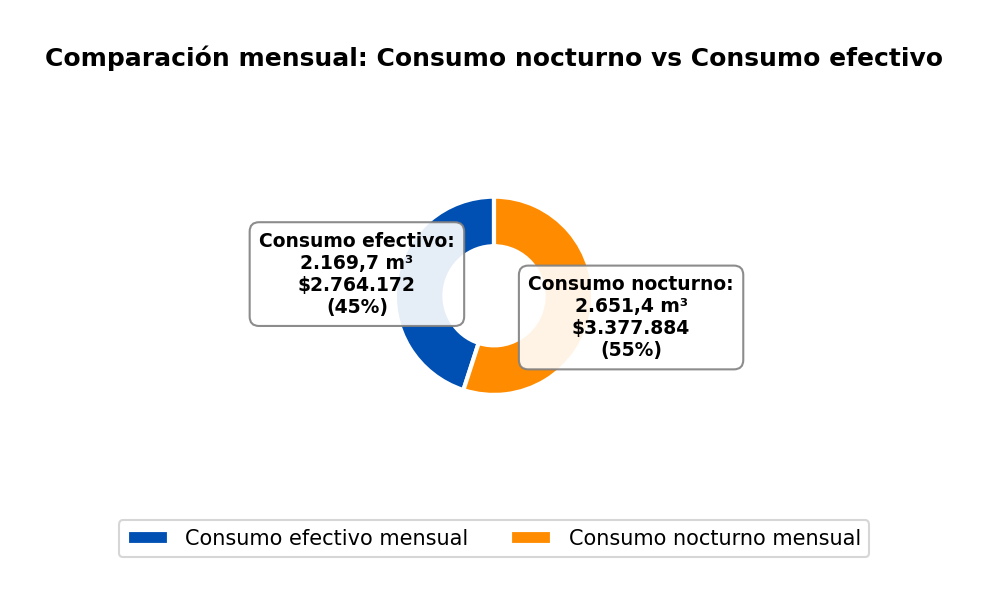 Comparación mensual: Consumo nocturno vs Consumo efectivo
Consumo efectivo:
2.169,7 m³
$2.764.172
(45%)
Consumo nocturno:
2.651,4 m³
$3.377.884
(55%)
Consumo efectivo mensual
Consumo nocturno mensual